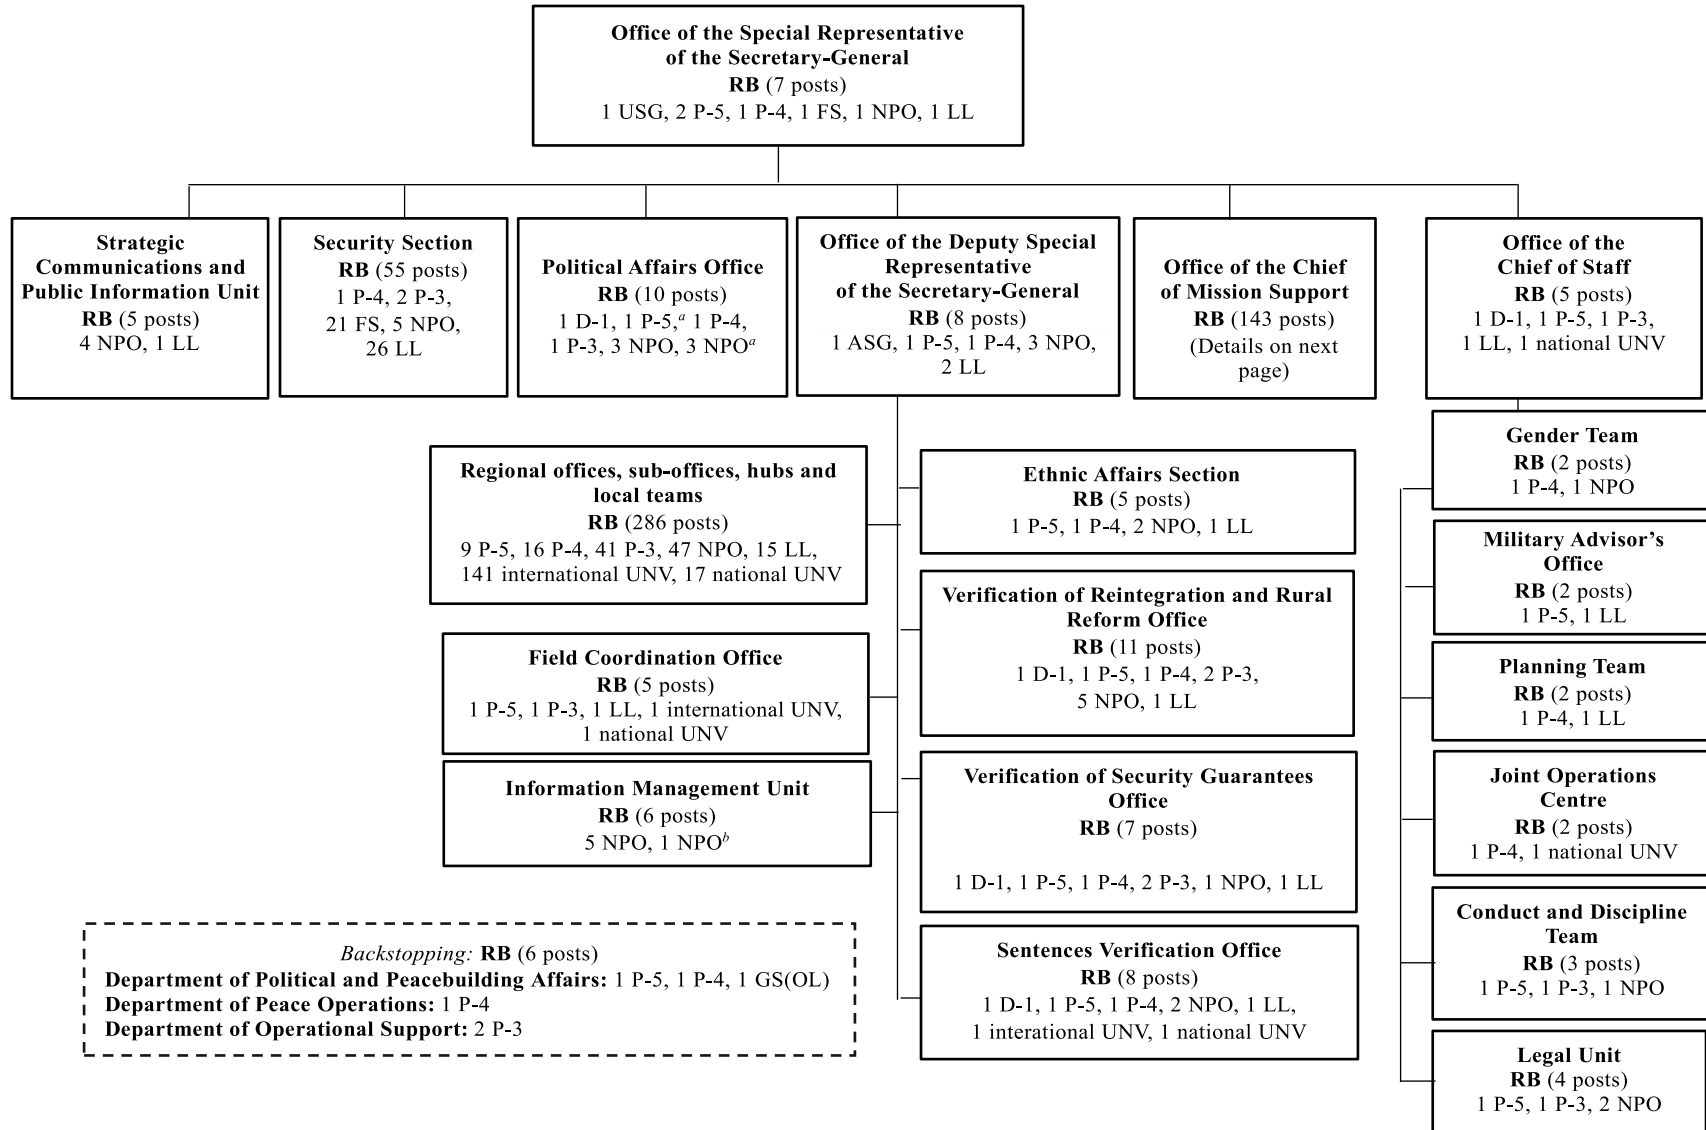 Office of the Special Representative
of the Secretary-General
RB (7 posts)
1 USG, 2 P-5, 1 P-4, 1 FS, 1 NPO, 1 LL
Strategic
Communications and
Public Information Unit
RB (5 posts)
4 NPO, 1 LL
Security Section
RB (55 posts)
1 P-4, 2 P-3,
21 FS, 5 NPO,
26 LL
Political Affairs Office
RB (10 posts)
1 D-1, 1 P-5,a 1 P-4,
1 P-3, 3 NPO, 3 NPOa
Office of the Deputy Special
Representative
of the Secretary-General
RB (8 posts)
1 ASG, 1 P-5, 1 P-4, 3 NPO,
2 LL
Office of the Chief
of Mission Support
RB (143 posts)
(Details on next
page)
Office of the
Chief of Staff
RB (5 posts)
1 D-1, 1 P-5, 1 P-3,
1 LL, 1 national UNV
Regional offices, sub-offices, hubs and
local teams
RB (286 posts)
9 P-5, 16 P-4, 41 P-3, 47 NPO, 15 LL,
141 international UNV, 17 national UNV
Field Coordination Office
RB (5 posts)
1 P-5, 1 P-3, 1 LL, 1 international UNV,
1 national UNV
Information Management Unit
RB (6 posts)
5 NPO, 1 NPOb
Ethnic Affairs Section
RB (5 posts)
1 P-5, 1 P-4, 2 NPO, 1 LL
Verification of Reintegration and Rural
Reform Office
RB (11 posts)
1 D-1, 1 P-5, 1 P-4, 2 P-3,
5 NPO, 1 LL
Verification of Security Guarantees
Office
RB (7 posts)
1 D-1, 1 P-5, 1 P-4, 2 P-3, 1 NPO, 1 LL
Sentences Verification Office
RB (8 posts)
1 D-1, 1 P-5, 1 P-4, 2 NPO, 1 LL,
1 interational UNV, 1 national UNV
Gender Team
RB (2 posts)
1 P-4, 1 NPO
Military Advisor’s
Office
RB (2 posts)
1 P-5, 1 LL
Planning Team
RB (2 posts)
1 P-4, 1 LL
Joint Operations
Centre
RB (2 posts)
1 P-4, 1 national UNV
Conduct and Discipline
Team
RB (3 posts)
1 P-5, 1 P-3, 1 NPO
Legal Unit
RB (4 posts)
1 P-5, 1 P-3, 2 NPO
Backstopping: RB (6 posts)
Department of Political and Peacebuilding Affairs: 1 P-5, 1 P-4, 1 GS(OL)
Department of Peace Operations: 1 P-4
Department of Operational Support: 2 P-3